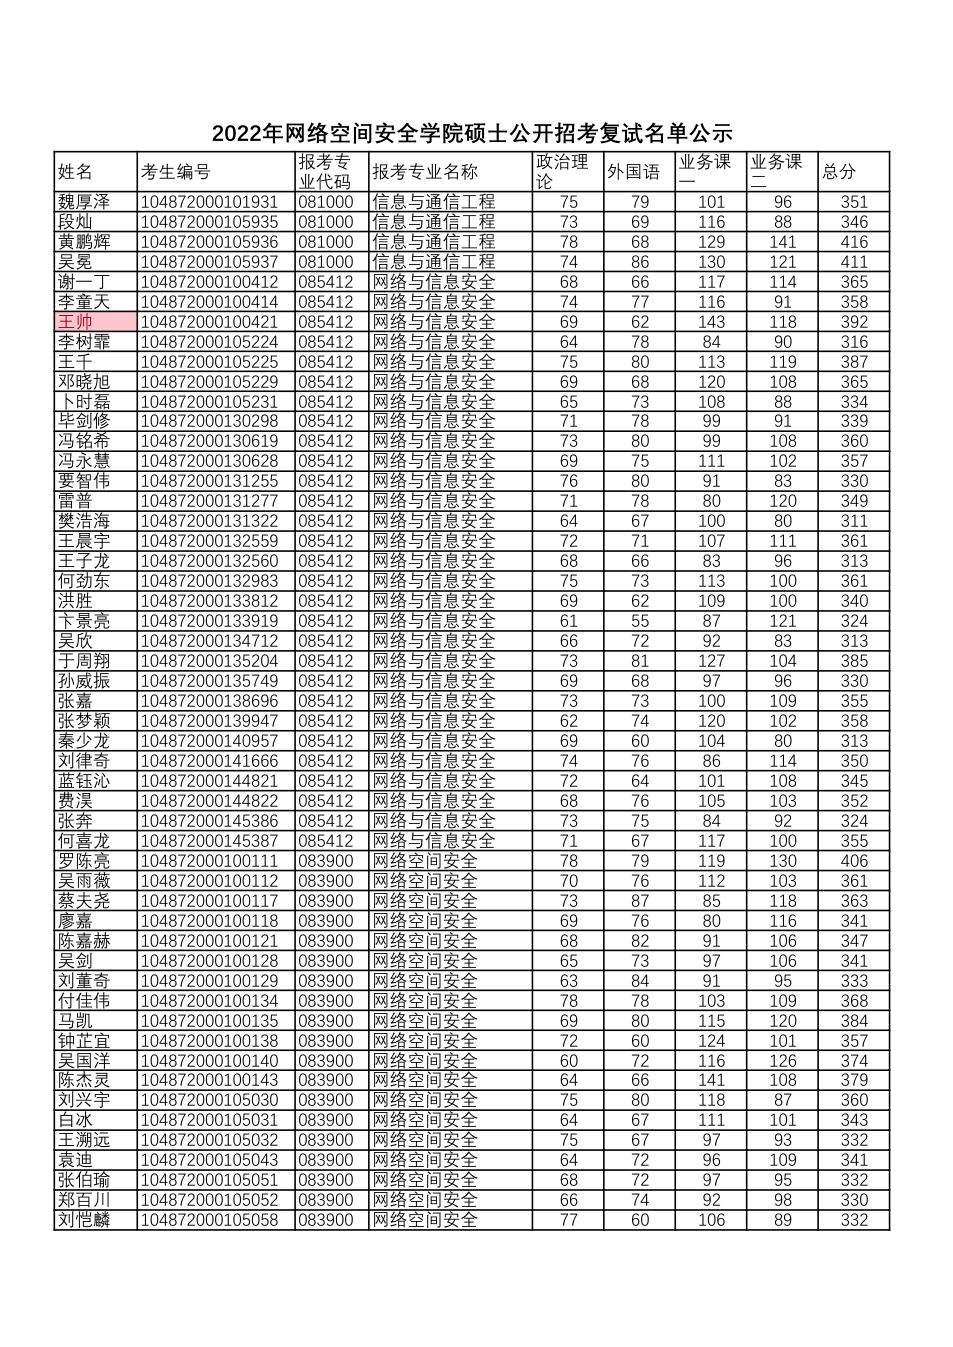 2022年网络空间安全学院硕士公开招考复试名单公示
姓名 考生编号 报考专业代码 报考专业名称 政治理论 外国语 业务课一 业务课二 总分
魏厚泽 104872000101931 081000 信息与通信工程 75 79 101 96 351
段灿 104872000105935 081000 信息与通信工程 73 69 116 88 346
黄鹏辉 104872000105936 081000 信息与通信工程 78 68 129 141 416
吴冕 104872000105937 081000 信息与通信工程 74 86 130 121 411
谢一丁 104872000100412 085412 网络与信息安全 68 66 117 114 365
李童天 104872000100414 085412 网络与信息安全 74 77 116 91 358
王帅 104872000100421 085412 网络与信息安全 69 62 143 118 392
李树霏 104872000105224 085412 网络与信息安全 64 78 84 90 316
王千 104872000105225 085412 网络与信息安全 75 80 113 119 387
邓晓旭 104872000105229 085412 网络与信息安全 69 68 120 108 365
卜时磊 104872000105231 085412 网络与信息安全 65 73 108 88 334
毕剑修 104872000130298 085412 网络与信息安全 71 78 99 91 339
冯铭希 104872000130619 085412 网络与信息安全 73 80 99 108 360
冯永慧 104872000130628 085412 网络与信息安全 69 75 111 102 357
要智伟 104872000131255 085412 网络与信息安全 76 80 91 83 330
雷普 104872000131277 085412 网络与信息安全 71 78 80 120 349
樊浩海 104872000131322 085412 网络与信息安全 64 67 100 80 311
王晨宇 104872000132559 085412 网络与信息安全 72 71 107 111 361
王子龙 104872000132560 085412 网络与信息安全 68 66 83 96 313
何劲东 104872000132983 085412 网络与信息安全 75 73 113 100 361
洪胜 104872000133812 085412 网络与信息安全 69 62 109 100 340
卞景亮 104872000133919 085412 网络与信息安全 61 55 87 121 324
吴欣 104872000134712 085412 网络与信息安全 66 72 92 83 313
于周翔 104872000135204 085412 网络与信息安全 73 81 127 104 385
孙威振 104872000135749 085412 网络与信息安全 69 68 97 96 330
张嘉 104872000138696 085412 网络与信息安全 73 73 100 109 355
张梦颖 104872000139947 085412 网络与信息安全 62 74 120 102 358
秦少龙 104872000140957 085412 网络与信息安全 69 60 104 80 313
刘律奇 104872000141666 085412 网络与信息安全 74 76 86 114 350
蓝钰沁 104872000144821 085412 网络与信息安全 72 64 101 108 345
费淏 104872000144822 085412 网络与信息安全 68 76 105 103 352
张奔 104872000145386 085412 网络与信息安全 73 75 84 92 324
何喜龙 104872000145387 085412 网络与信息安全 71 67 117 100 355
罗陈亮 104872000100111 083900 网络空间安全 78 79 119 130 406
吴雨薇 104872000100112 083900 网络空间安全 70 76 112 103 361
蔡夫尧 104872000100117 083900 网络空间安全 73 87 85 118 363
廖嘉 104872000100118 083900 网络空间安全 69 76 80 116 341
陈嘉赫 104872000100121 083900 网络空间安全 68 82 91 106 347
吴剑 104872000100128 083900 网络空间安全 65 73 97 106 341
刘董奇 104872000100129 083900 网络空间安全 63 84 91 95 333
付佳伟 104872000100134 083900 网络空间安全 78 78 103 109 368
马凯 104872000100135 083900 网络空间安全 69 80 115 120 384
钟芷宜 104872000100138 083900 网络空间安全 72 60 124 101 357
吴国洋 104872000100140 083900 网络空间安全 60 72 116 126 374
陈杰灵 104872000100143 083900 网络空间安全 64 66 141 108 379
刘兴宇 104872000105030 083900 网络空间安全 75 80 118 87 360
白冰 104872000105031 083900 网络空间安全 64 67 111 101 343
王溯远 104872000105032 083900 网络空间安全 75 67 97 93 332
袁迪 104872000105043 083900 网络空间安全 64 72 96 109 341
张伯瑜 104872000105051 083900 网络空间安全 68 72 97 95 332
郑百川 104872000105052 083900 网络空间安全 66 74 92 98 330
刘恺麟 104872000105058 083900 网络空间安全 77 60 106 89 332